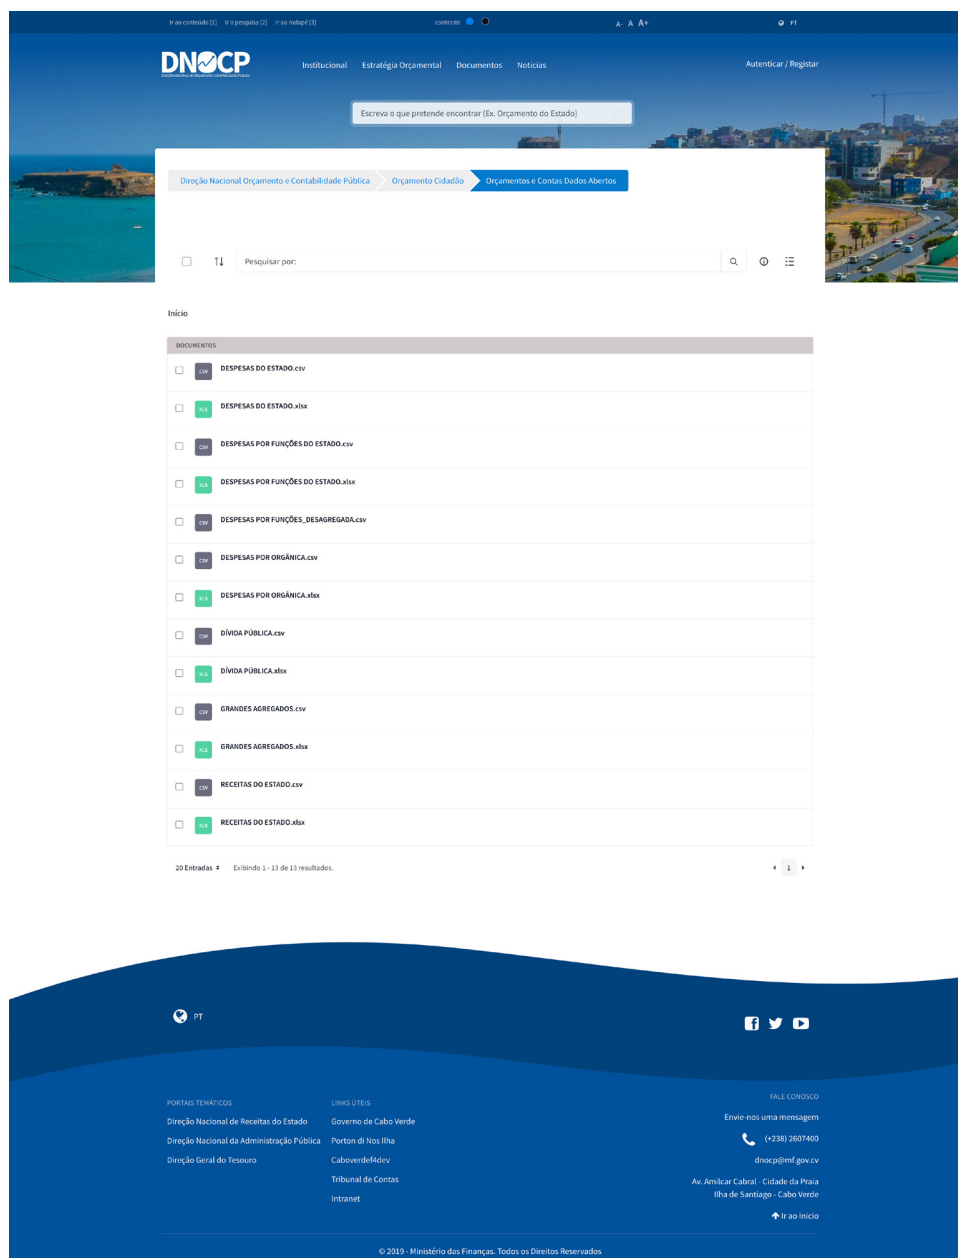 Ir ao conteúdo [1] Ir a pesquisa [2] Ir ao rodapé [3] contraste A- A A+ PT
DNOCP
Institucional Estratégia Orçamental Documentos Noticias Autenticar / Registar
Escreva o que pretende encontrar (Ex. Orçamento do Estado)
Direção Nacional Orçamento e Contabilidade Pública Orçamento Cidadão Orçamentos e Contas Dados Abertos
Pesquisar por:
Início
DOCUMENTOS
CSV DESPESAS DO ESTADO.csv
XLS DESPESAS DO ESTADO.xlsx
CSV DESPESAS POR FUNÇÕES DO ESTADO.csv
XLS DESPESAS POR FUNÇÕES DO ESTADO.xlsx
CSV DESPESAS POR FUNÇÕES_DESAGREGADA.csv
CSV DESPESAS POR ORGÂNICA.csv
XLS DESPESAS POR ORGÂNICA.xlsx
CSV DÍVIDA PÚBLICA.csv
XLS DÍVIDA PÚBLICA.xlsx
CSV GRANDES AGREGADOS.csv
XLS GRANDES AGREGADOS.xlsx
CSV RECEITAS DO ESTADO.csv
XLS RECEITAS DO ESTADO.xlsx
20 Entradas Exibindo 1 - 13 de 13 resultados. 1
PT
PORTAIS TEMÁTICOS
Direção Nacional de Receitas do Estado
Direção Nacional da Administração Pública
Direção Geral do Tesouro
LINKS ÚTEIS
Governo de Cabo Verde
Porton di Nos Ilha
Caboverdef4dev
Tribunal de Contas
Intranet
FALE CONOSCO
Envie-nos uma mensagem
(+238) 2607400
dnocp@mf.gov.cv
Av. Amilcar Cabral - Cidade da Praia
Ilha de Santiago - Cabo Verde
Ir ao Inicio
© 2019 - Ministério das Finanças. Todos os Direitos Reservados